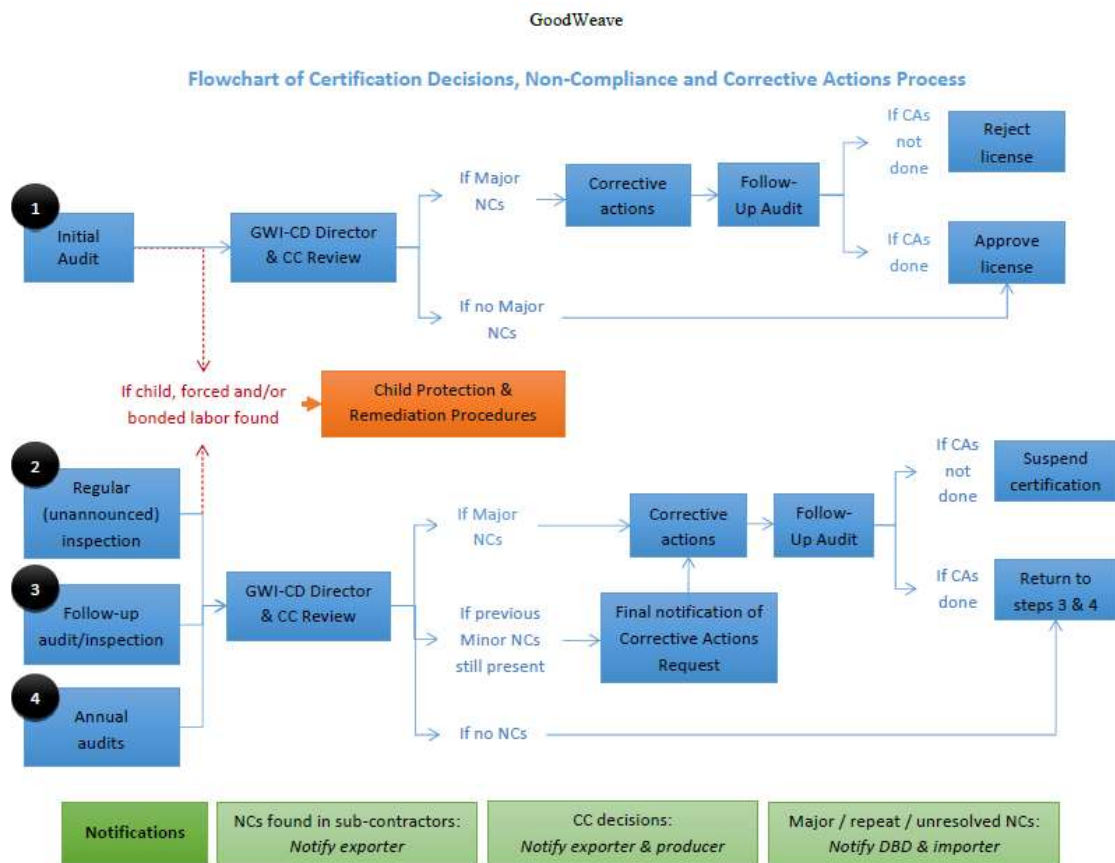 GoodWeave
Flowchart of Certification Decisions, Non-Compliance and Corrective Actions Process
1
Initial
Audit
GWI-CD Director
& CC Review
If Major
NCs
Corrective
actions
Follow-
Up Audit
If CAs
not
done
Reject
license
If CAs
done
Approve
license
If no Major
NCs
If child, forced and/or
bonded labor found
Child Protection &
Remediation Procedures
2
Regular
(unannounced)
inspection
3
Follow-up
audit/inspection
4
Annual
audits
GWI-CD Director
& CC Review
If Major
NCs
Corrective
actions
Follow-
Up Audit
If CAs
not
done
Suspend
certification
If CAs
done
Return to
steps 3 & 4
If previous
Minor NCs
still present
Final notification of
Corrective Actions
Request
If no NCs
Notifications
NCs found in sub-contractors:
Notify exporter
CC decisions:
Notify exporter & producer
Major / repeat / unresolved NCs:
Notify DBD & importer